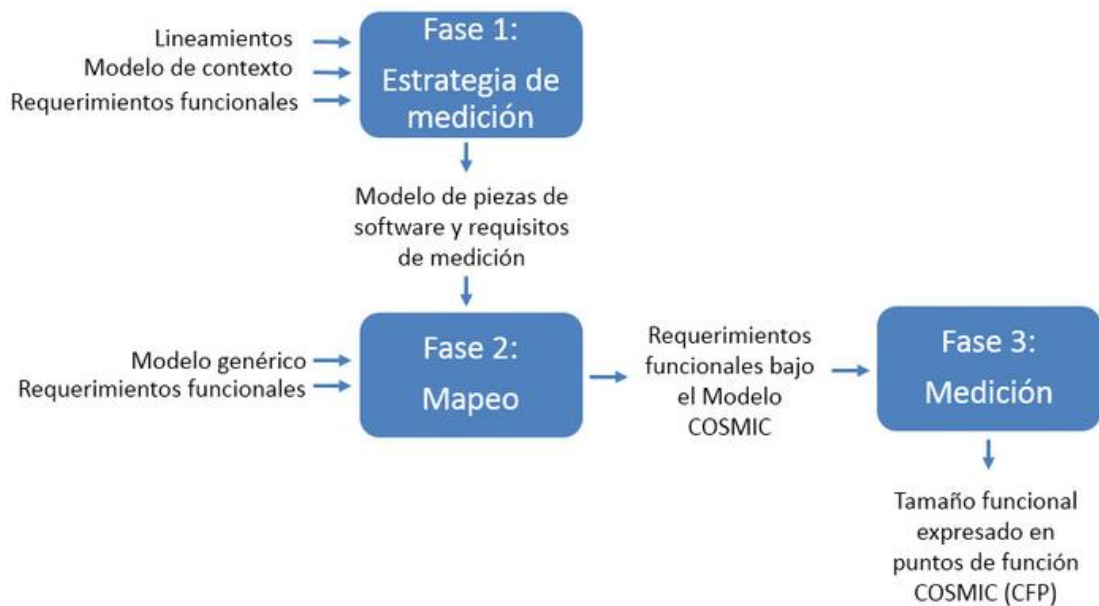 Lineamientos
Modelo de contexto
Requerimientos funcionales
Fase 1:
Estrategia de
medición
Modelo de piezas de
software y requisitos
de medición
Modelo genérico
Requerimientos funcionales
Fase 2:
Mapeo
Requerimientos
funcionales bajo
el Modelo
COSMIC
Fase 3:
Medición
Tamaño funcional
expresado en
puntos de función
COSMIC (CFP)